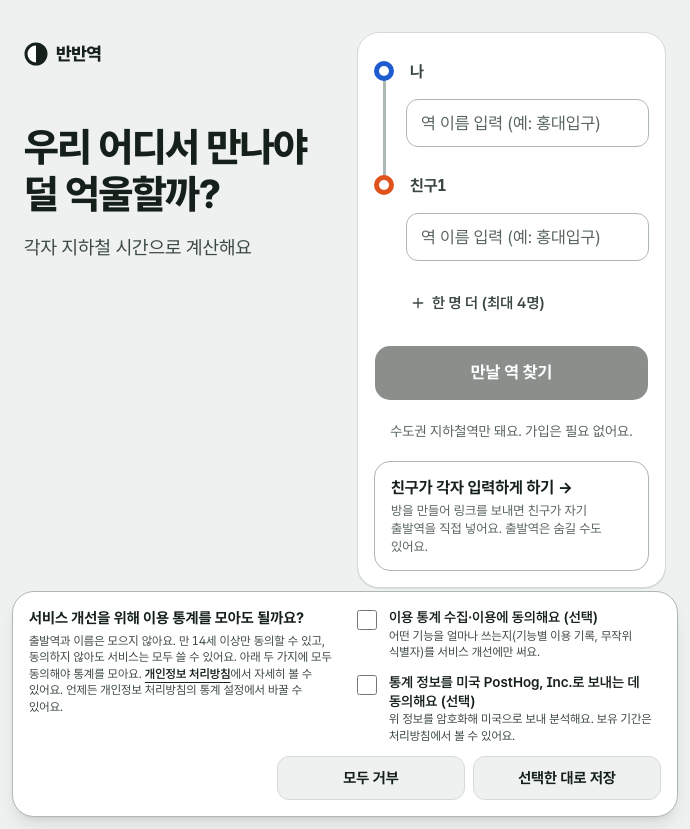 반반역
우리 어디서 만나야
덜 억울할까?
각자 지하철 시간으로 계산해요
나
역 이름 입력 (예: 홍대입구)
친구1
역 이름 입력 (예: 홍대입구)
+ 한 명 더 (최대 4명)
만날 역 찾기
수도권 지하철역만 돼요. 가입은 필요 없어요.
친구가 각자 입력하게 하기 →
방을 만들어 링크를 보내면 친구가 자기
출발역을 직접 넣어요. 출발역은 숨길 수도
있어요.
서비스 개선을 위해 이용 통계를 모아도 될까요?
출발역과 이름은 모으지 않아요. 만 14세 이상만 동의할 수 있고,
동의하지 않아도 서비스는 모두 쓸 수 있어요. 아래 두 가지에 모두
동의해야 통계를 모아요. 개인정보 처리방침에서 자세히 볼 수
있어요. 언제든 개인정보 처리방침의 통계 설정에서 바꿀 수
있어요.
이용 통계 수집·이용에 동의해요 (선택)
어떤 기능을 얼마나 쓰는지(기능별 이용 기록, 무작위
식별자)를 서비스 개선에만 써요.
통계 정보를 미국 PostHog, Inc.로 보내는 데
동의해요 (선택)
위 정보를 암호화해 미국으로 보내 분석해요. 보유 기간은
처리방침에서 볼 수 있어요.
모두 거부
선택한 대로 저장